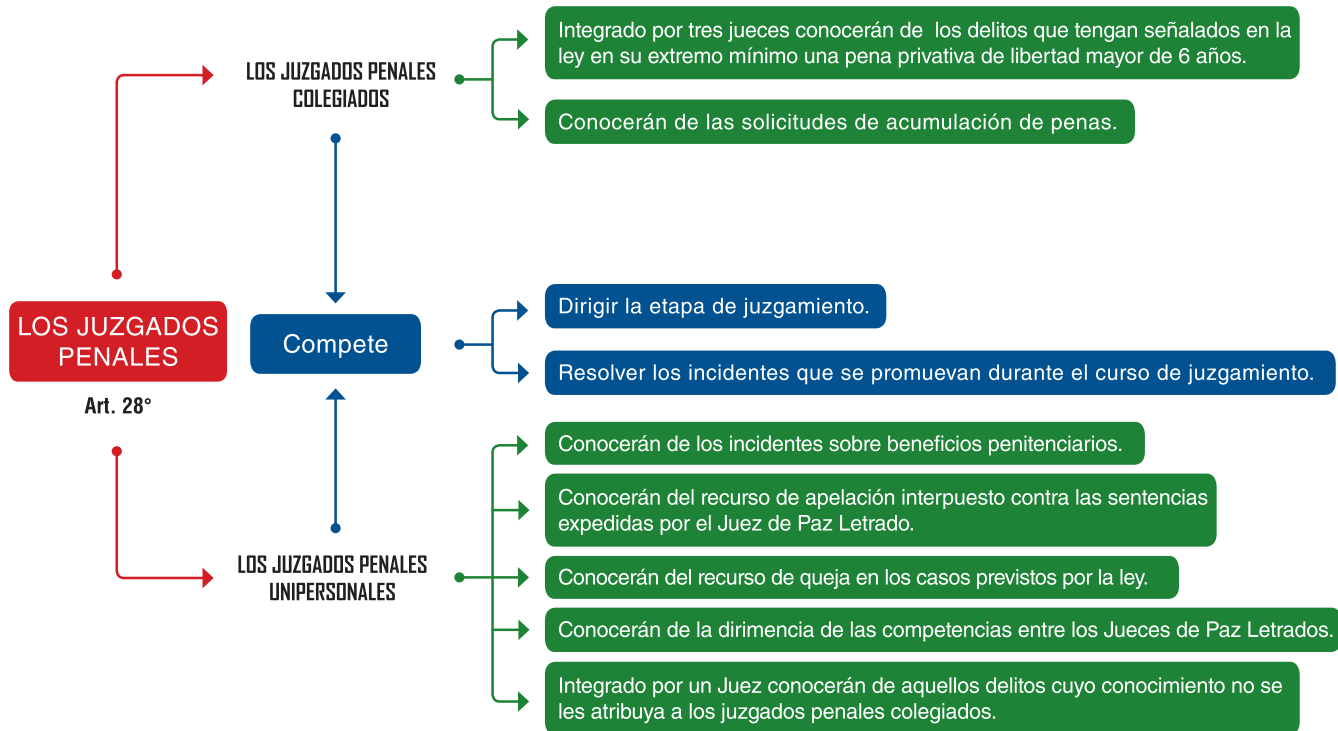 LOS JUZGADOS
PENALES
Art. 28°
LOS JUZGADOS PENALES
COLEGIADOS
Integrado por tres jueces conocerán de los delitos que tengan señalados en la
ley en su extremo mínimo una pena privativa de libertad mayor de 6 años.
Conocerán de las solicitudes de acumulación de penas.
Compete
Dirigir la etapa de juzgamiento.
Resolver los incidentes que se promuevan durante el curso de juzgamiento.
LOS JUZGADOS PENALES
UNIPERSONALES
Conocerán de los incidentes sobre beneficios penitenciarios.
Conocerán del recurso de apelación interpuesto contra las sentencias
expedidas por el Juez de Paz Letrado.
Conocerán del recurso de queja en los casos previstos por la ley.
Conocerán de la dirimencia de las competencias entre los Jueces de Paz Letrados.
Integrado por un Juez conocerán de aquellos delitos cuyo conocimiento no se
les atribuya a los juzgados penales colegiados.